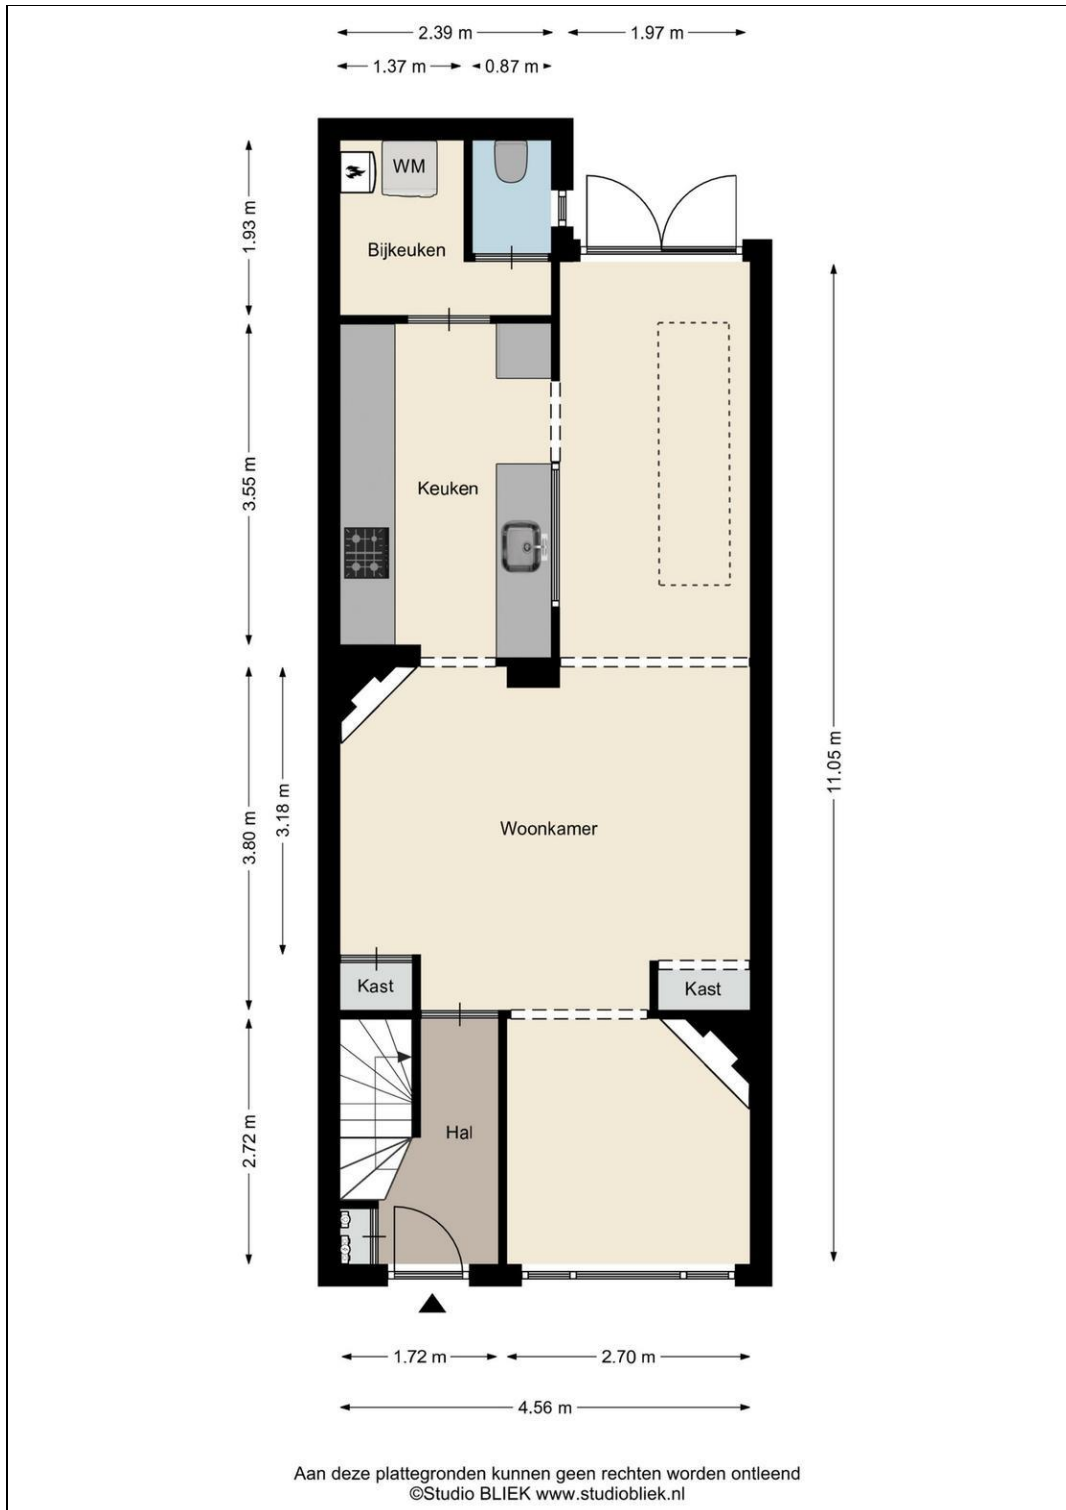 2.39 m
1.97 m
1.37 m
0.87 m
WM
1.93 m
Bijkeuken
3.55 m
Keuken
11.05 m
3.80 m
3.18 m
Woonkamer
Kast
Kast
2.72 m
Hal
1.72 m
2.70 m
4.56 m
Aan deze plattegronden kunnen geen rechten worden ontleend
©Studio BLIEK www.studiobliek.nl